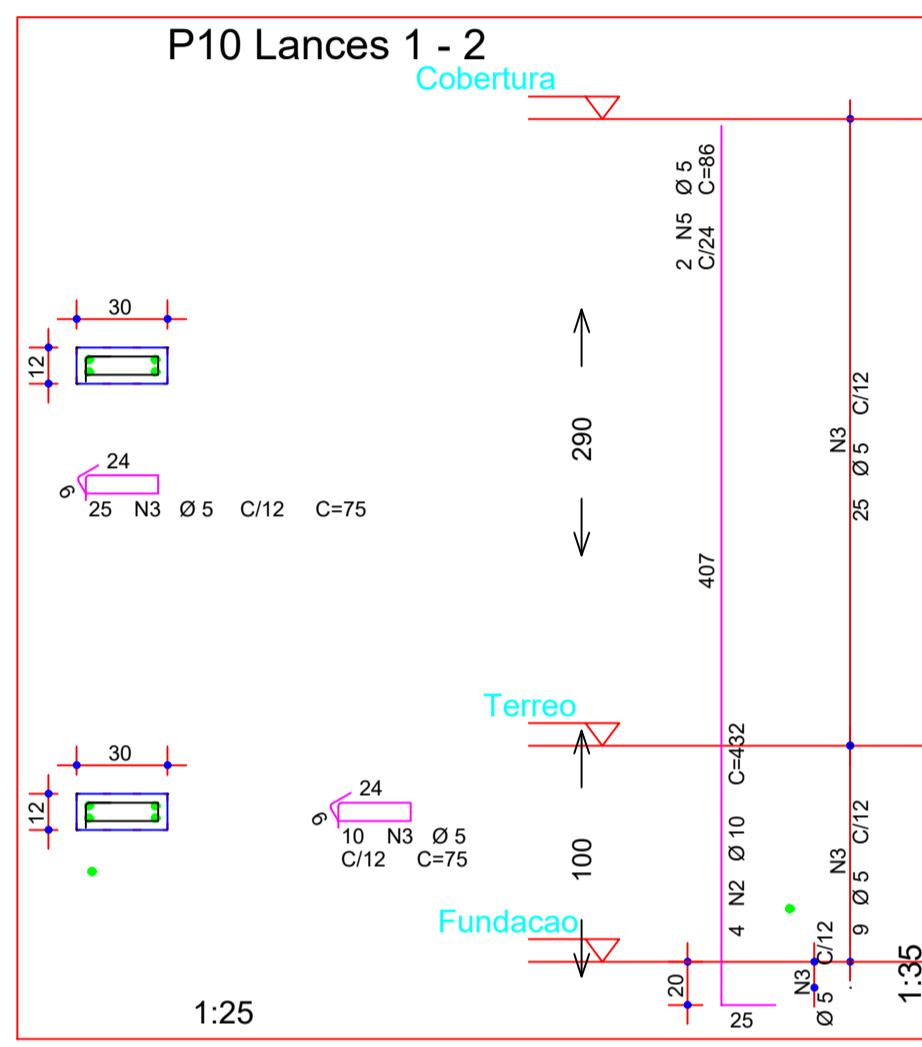 P10 Lances 1 - 2
Cobertura
2 N5 Ø 5
C/24 C=86
30
12
290
25 N3 Ø 5 C/12
24
6
25 N3 Ø 5 C/12 C=75
407
Terreo
30
12
24
6
10 N3 Ø 5
C/12 C=75
100
4 N2 Ø 10 C=432
9 N3 Ø 5 C/12
Fundacao
20
25
N3 C/12
Ø 5
1:25
1:35